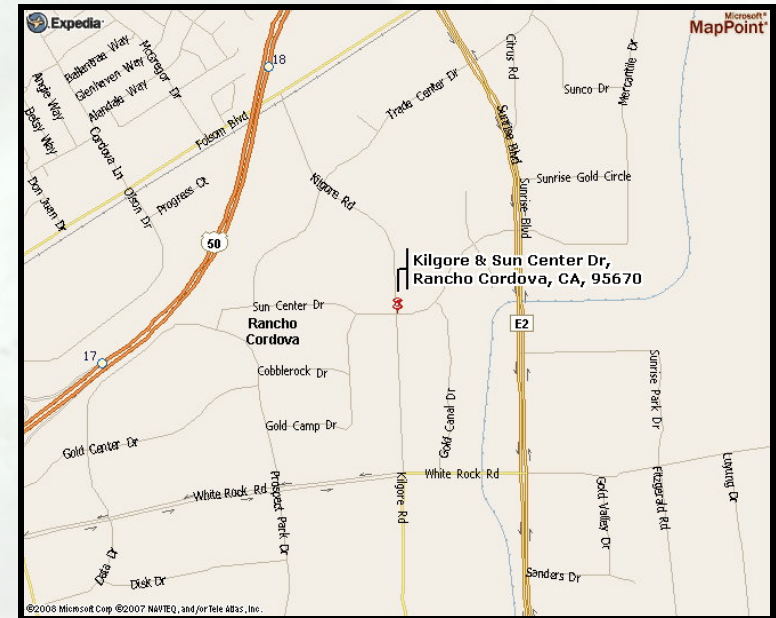 Expedia
Microsoft®
MapPoint®
Ballentrae Way
McGregor Dr
Glenhaven Way
Alandale Way
Angie Way
Betsy Way
Cordova Ln
Don Juan Dr
Olson Dr
Progress Ct
Folsom Blvd
18
Kilgore Rd
Trade Center Dr
Citrus Rd
Sunrise Blvd
Sunco Dr
Mercantile Dr
Sunrise Gold Circle
Sunrise Blvd
50
Kilgore & Sun Center Dr,
Rancho Cordova, CA, 95670
Sun Center Dr
Rancho
Cordova
E2
17
Cobblerock Dr
Sunrise Park Dr
Gold Camp Dr
Gold Canal Dr
Gold Center Dr
White Rock Rd
White Rock Rd
Prospect Park Dr
Kilgore Rd
Gold Valley Dr
Fitzgerald Rd
Luyung Dr
Data Dr
Disk Dr
Sanders Dr
©2008 Microsoft Corp ©2007 NAVTEQ, and/or Tele Atlas, Inc.